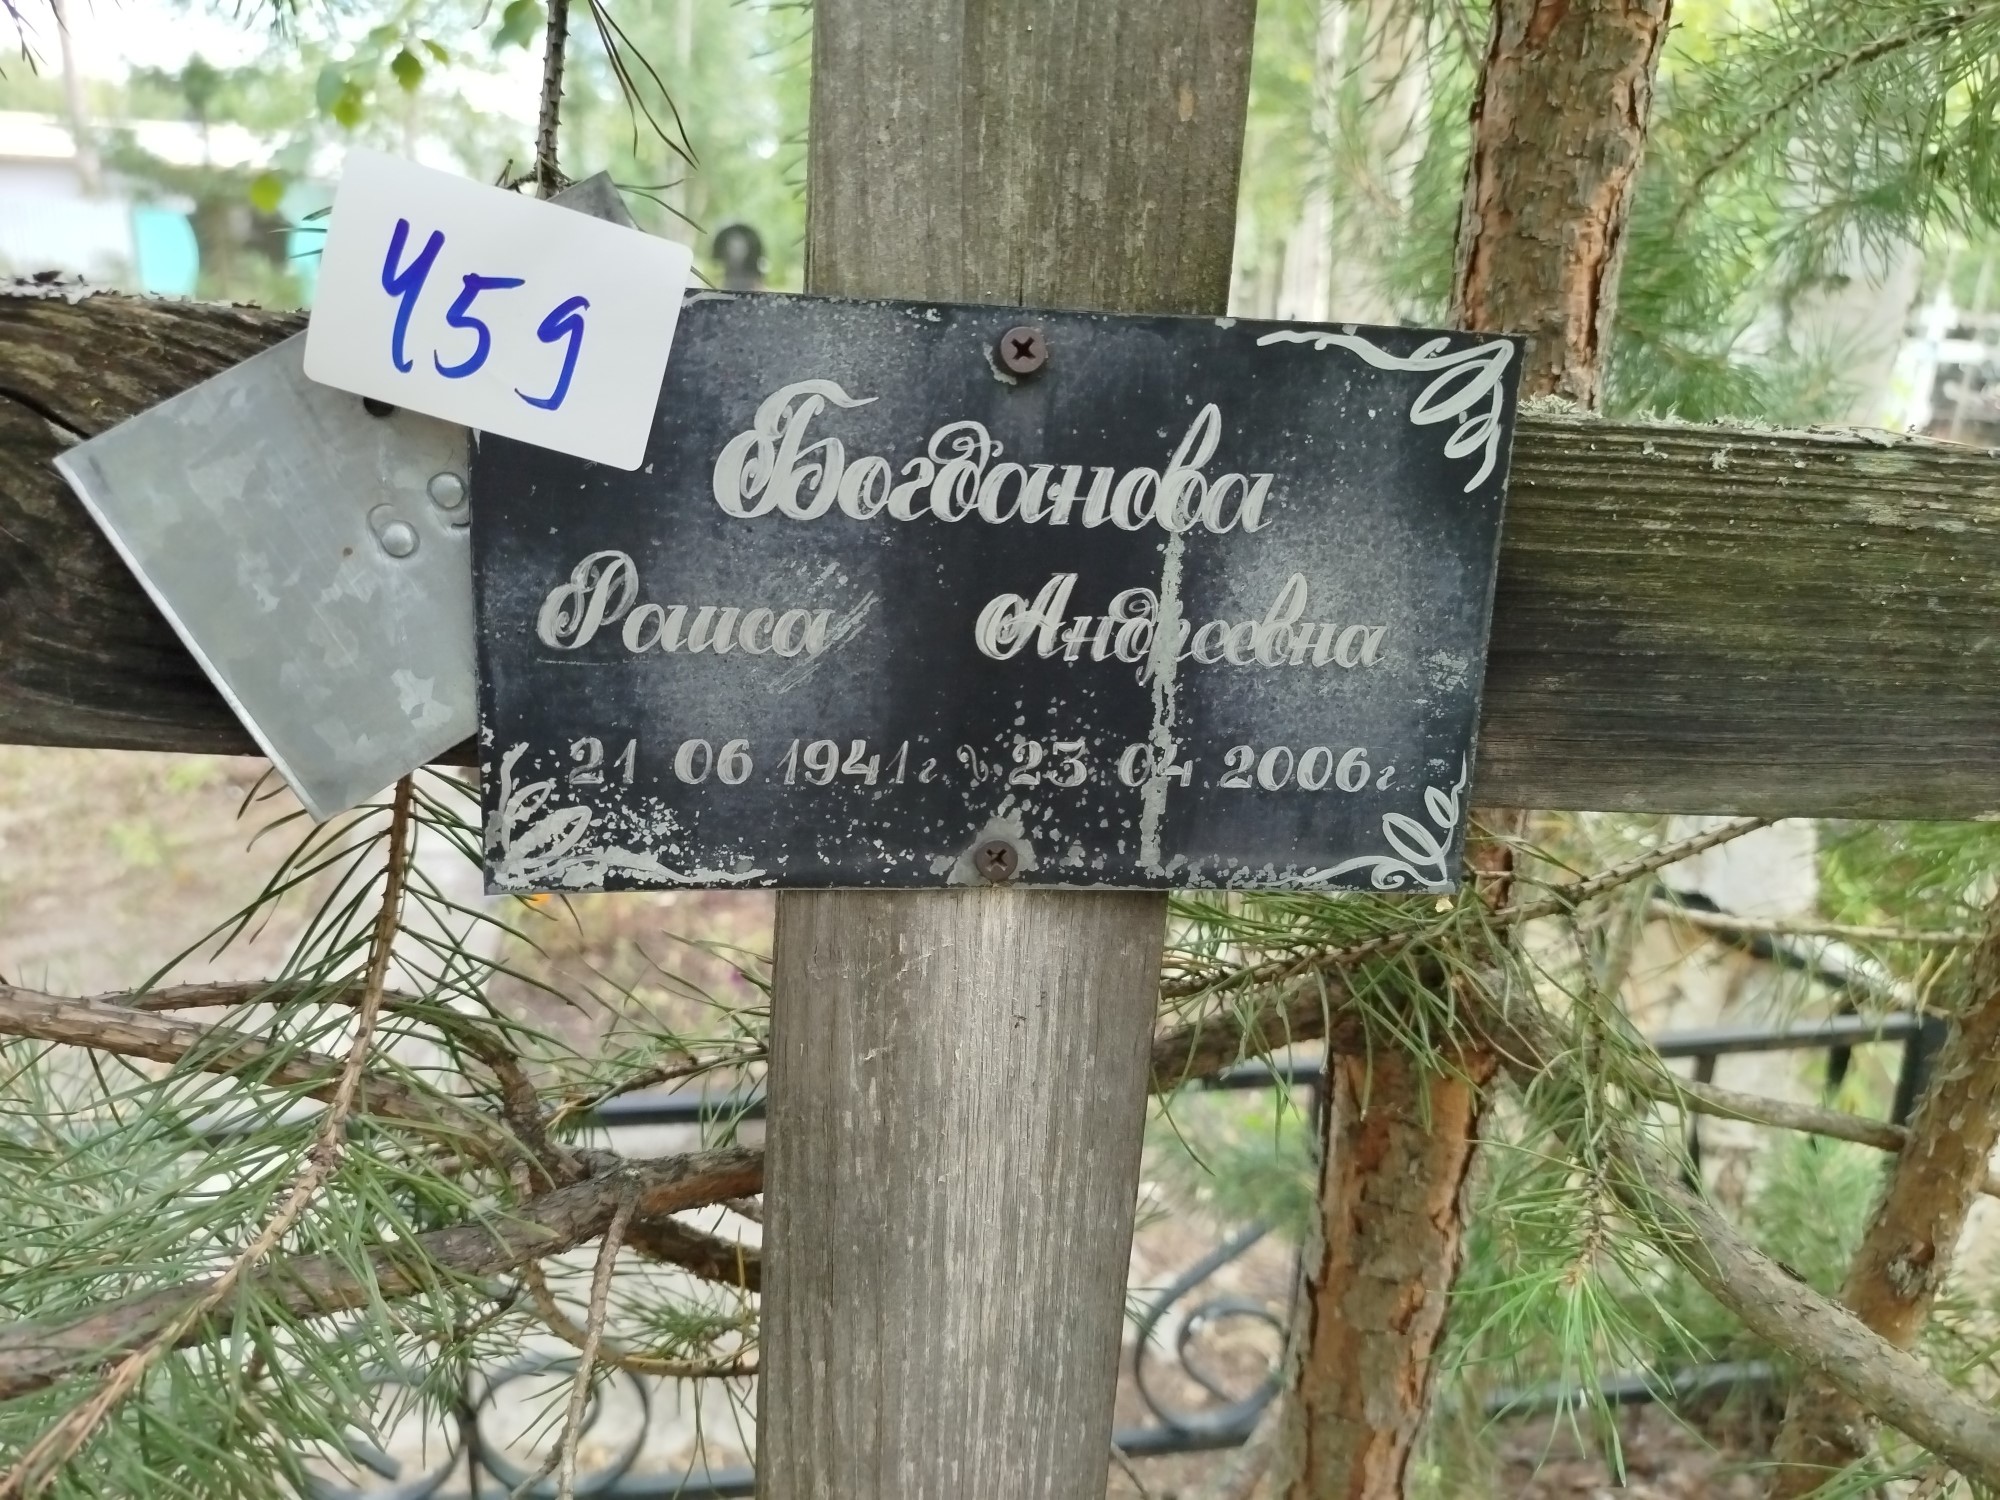 459
Богданова
Раиса Андреевна
21.06.1941г. 23.04.2006г.